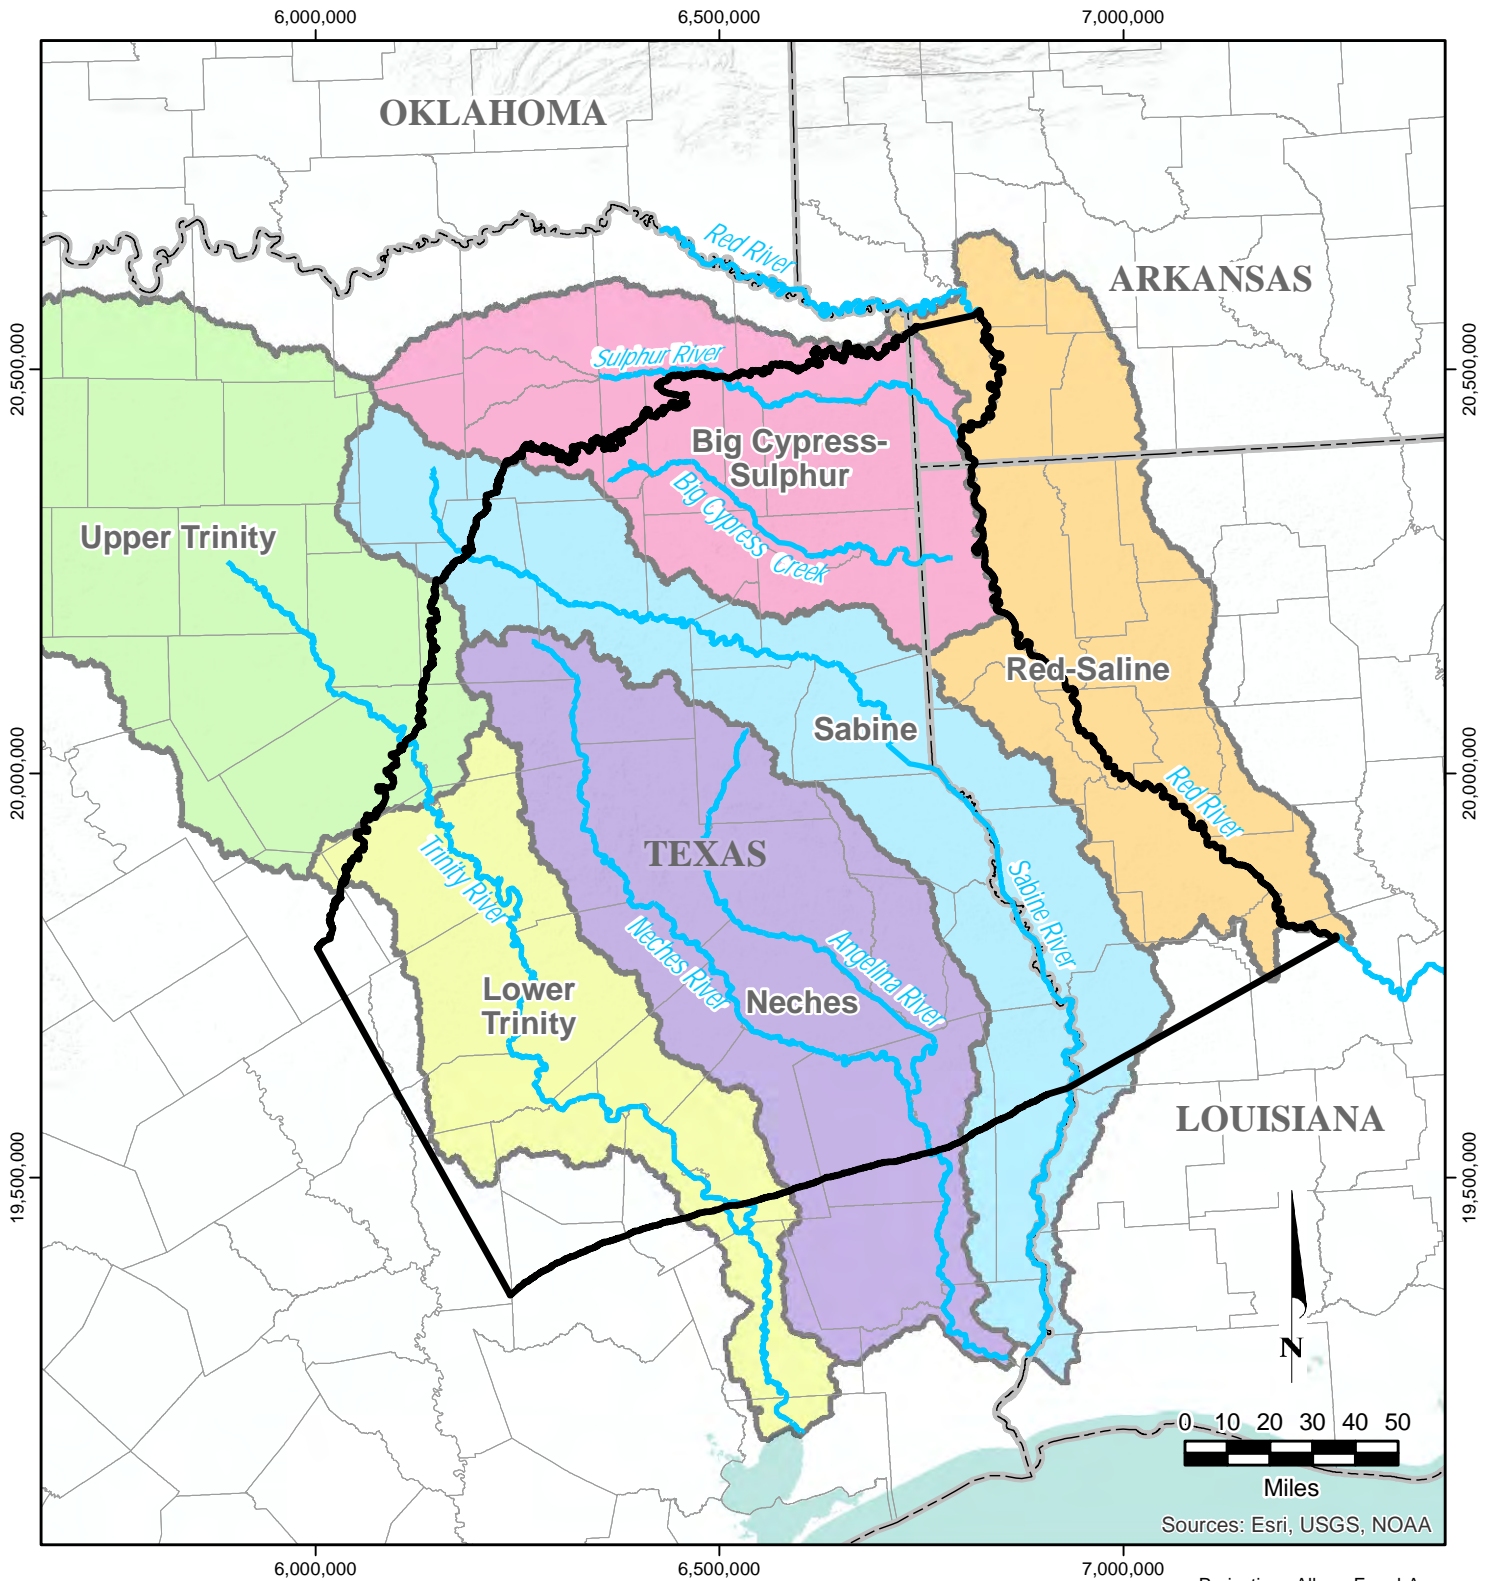 6,000,000
6,500,000
7,000,000
OKLAHOMA
Red River
ARKANSAS
20,500,000
20,500,000
Sulphur River
Big Cypress-
Sulphur
Big Cypress Creek
Upper Trinity
Red-Saline
Sabine
20,000,000
20,000,000
Red River
TEXAS
Trinity River
Sabine River
Neches River
Angelina River
Lower
Trinity
Neches
LOUISIANA
19,500,000
19,500,000
N
0 10 20 30 40 50
Miles
Sources: Esri, USGS, NOAA
6,000,000
6,500,000
7,000,000